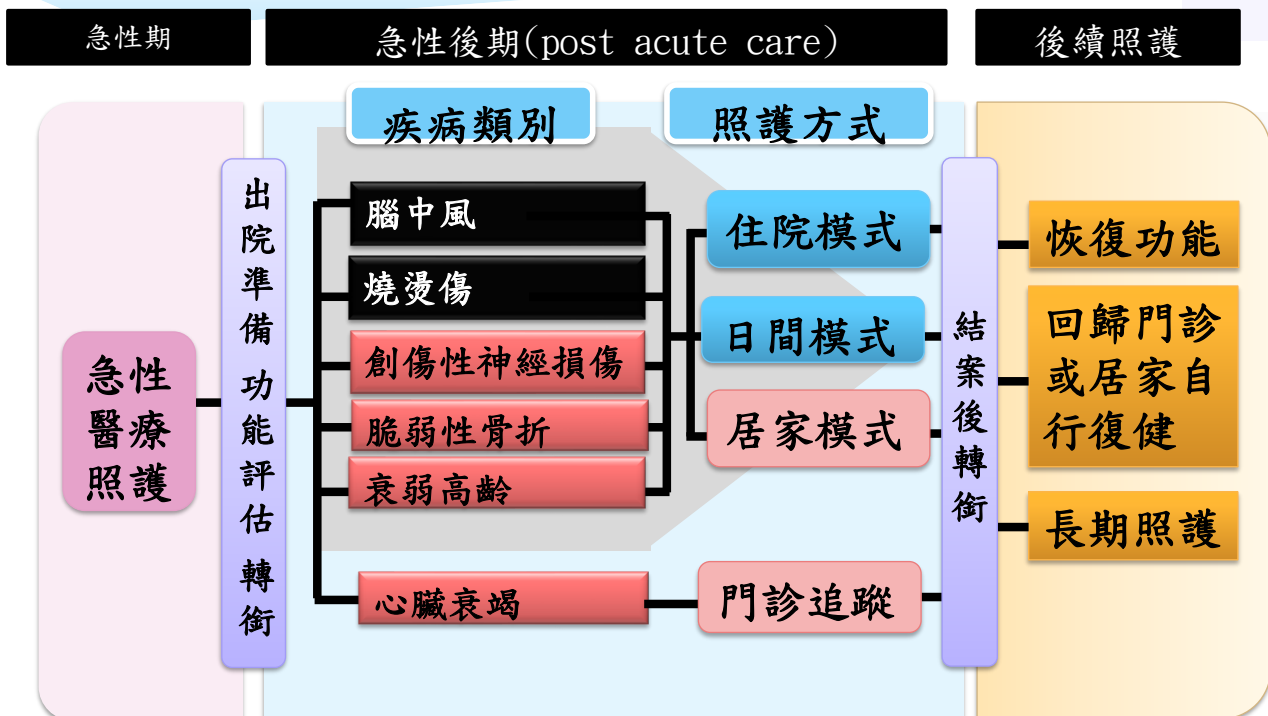 急性期
急性後期(post acute care)
後續照護
疾病類別
照護方式
急性
醫療
照護
出院準備 功能評估 轉銜
腦中風
燒燙傷
創傷性神經損傷
脆弱性骨折
衰弱高齡
心臟衰竭
住院模式
日間模式
居家模式
門診追蹤
結案後轉銜
恢復功能
回歸門診
或居家自
行復健
長期照護